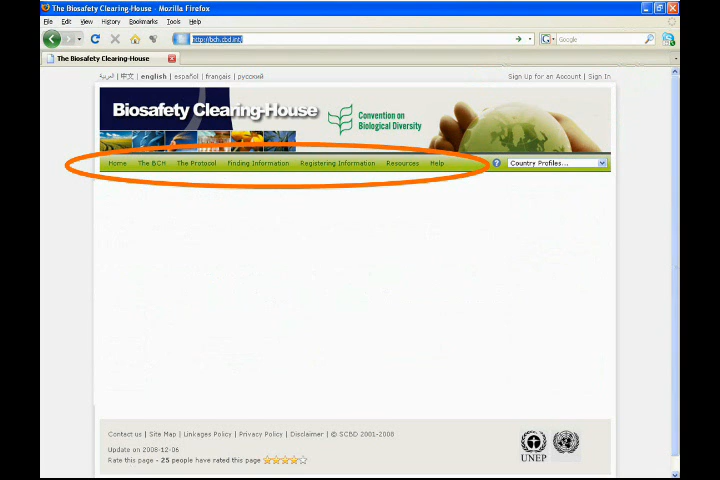 The Biosafety Clearing-House - Mozilla Firefox
File Edit View History Bookmarks Tools Help
http://bch.cbd.int/
Google
The Biosafety Clearing-House
العربية | 中文 | english | español | français | русский
Sign Up for an Account | Sign In
Biosafety Clearing-House
Convention on
Biological Diversity
Home The BCH The Protocol Finding Information Registering Information Resources Help
? Country Profiles...
Contact us | Site Map | Linkages Policy | Privacy Policy | Disclaimer | © SCBD 2001-2008
Update on 2008-12-06
Rate this page - 25 people have rated this page
UNEP